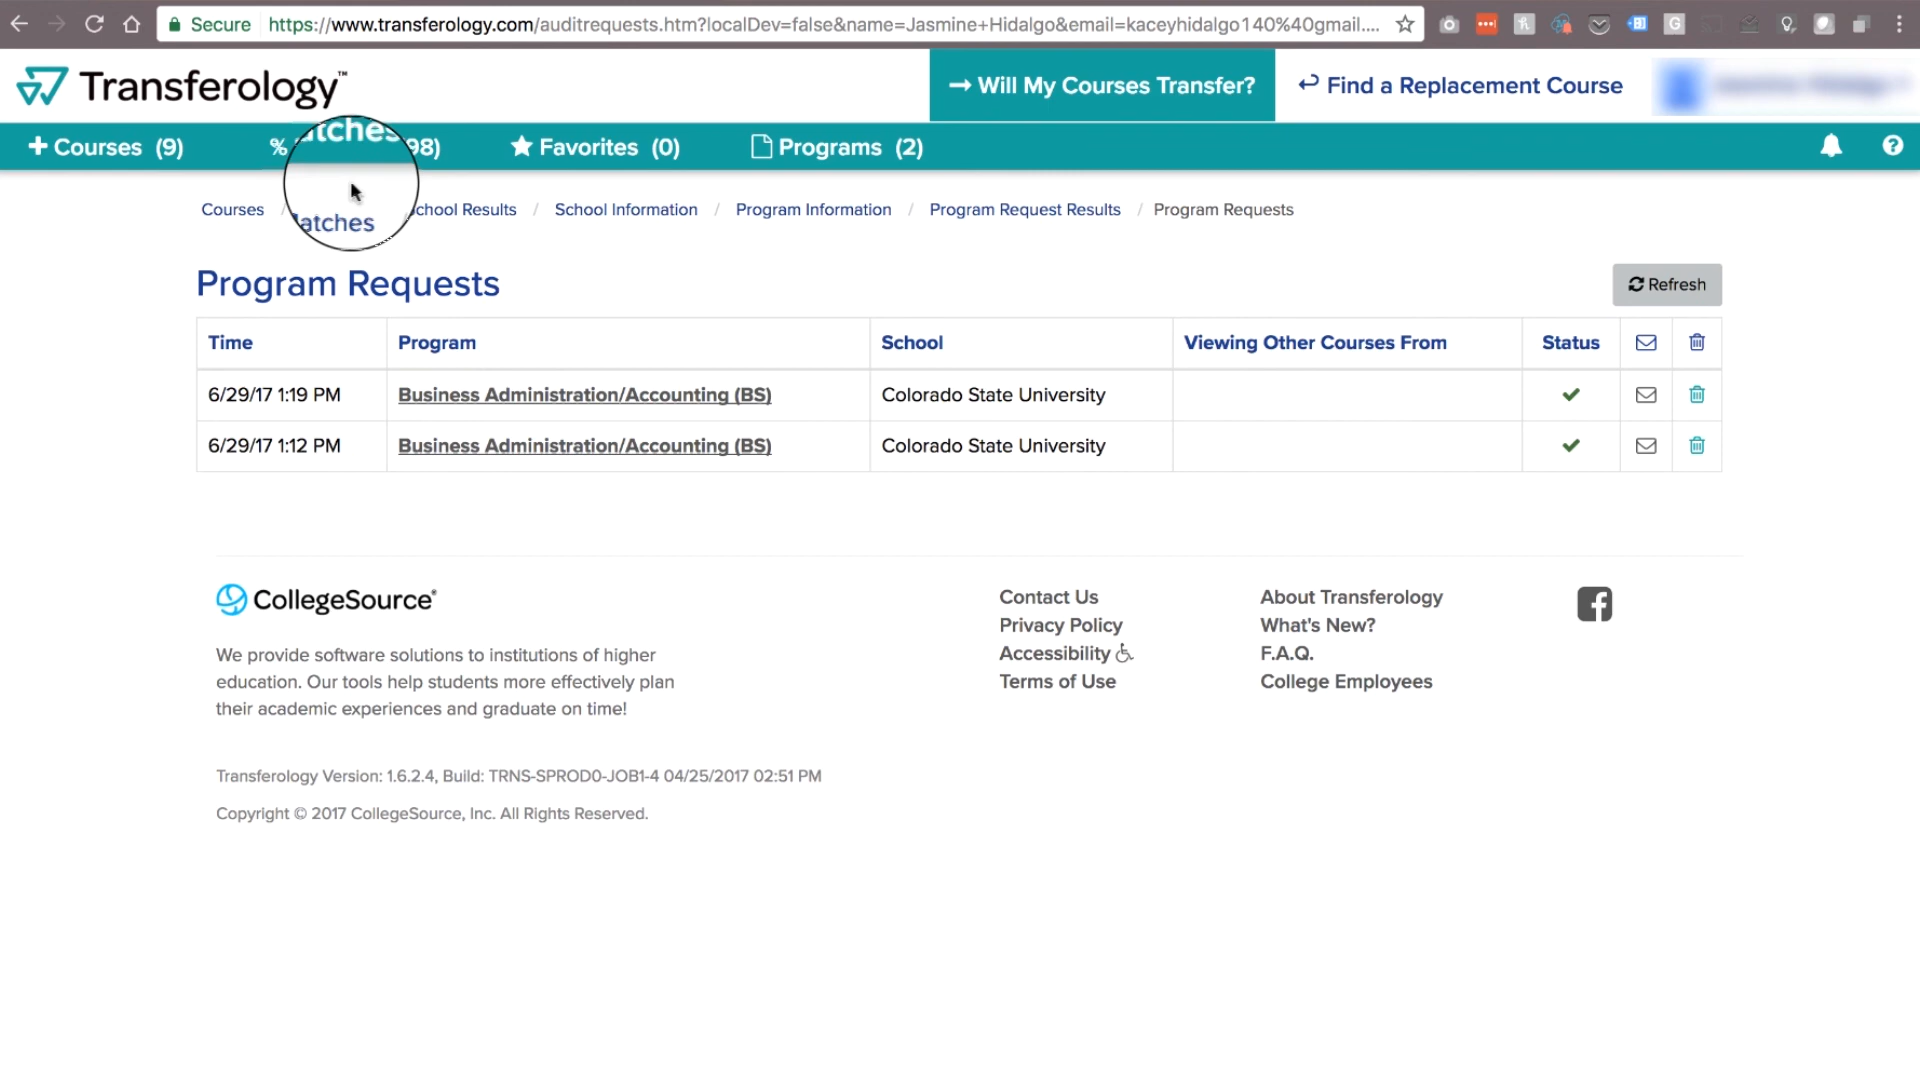 Secure https://www.transferology.com/auditrequests.htm?localDev=false&name=Jasmine+Hidalgo&email=kaceyhidalgo140%40gmail....
Transferology™
→ Will My Courses Transfer?
Find a Replacement Course
+ Courses (9)
% atches 98)
Favorites (0)
Programs (2)
Courses / atches / chool Results / School Information / Program Information / Program Request Results / Program Requests
Program Requests
Refresh
Time Program School Viewing Other Courses From Status
6/29/17 1:19 PM Business Administration/Accounting (BS) Colorado State University
6/29/17 1:12 PM Business Administration/Accounting (BS) Colorado State University
CollegeSource®
We provide software solutions to institutions of higher
education. Our tools help students more effectively plan
their academic experiences and graduate on time!
Contact Us
Privacy Policy
Accessibility
Terms of Use
About Transferology
What's New?
F.A.Q.
College Employees
Transferology Version: 1.6.2.4, Build: TRNS-SPROD0-JOB1-4 04/25/2017 02:51 PM
Copyright © 2017 CollegeSource, Inc. All Rights Reserved.